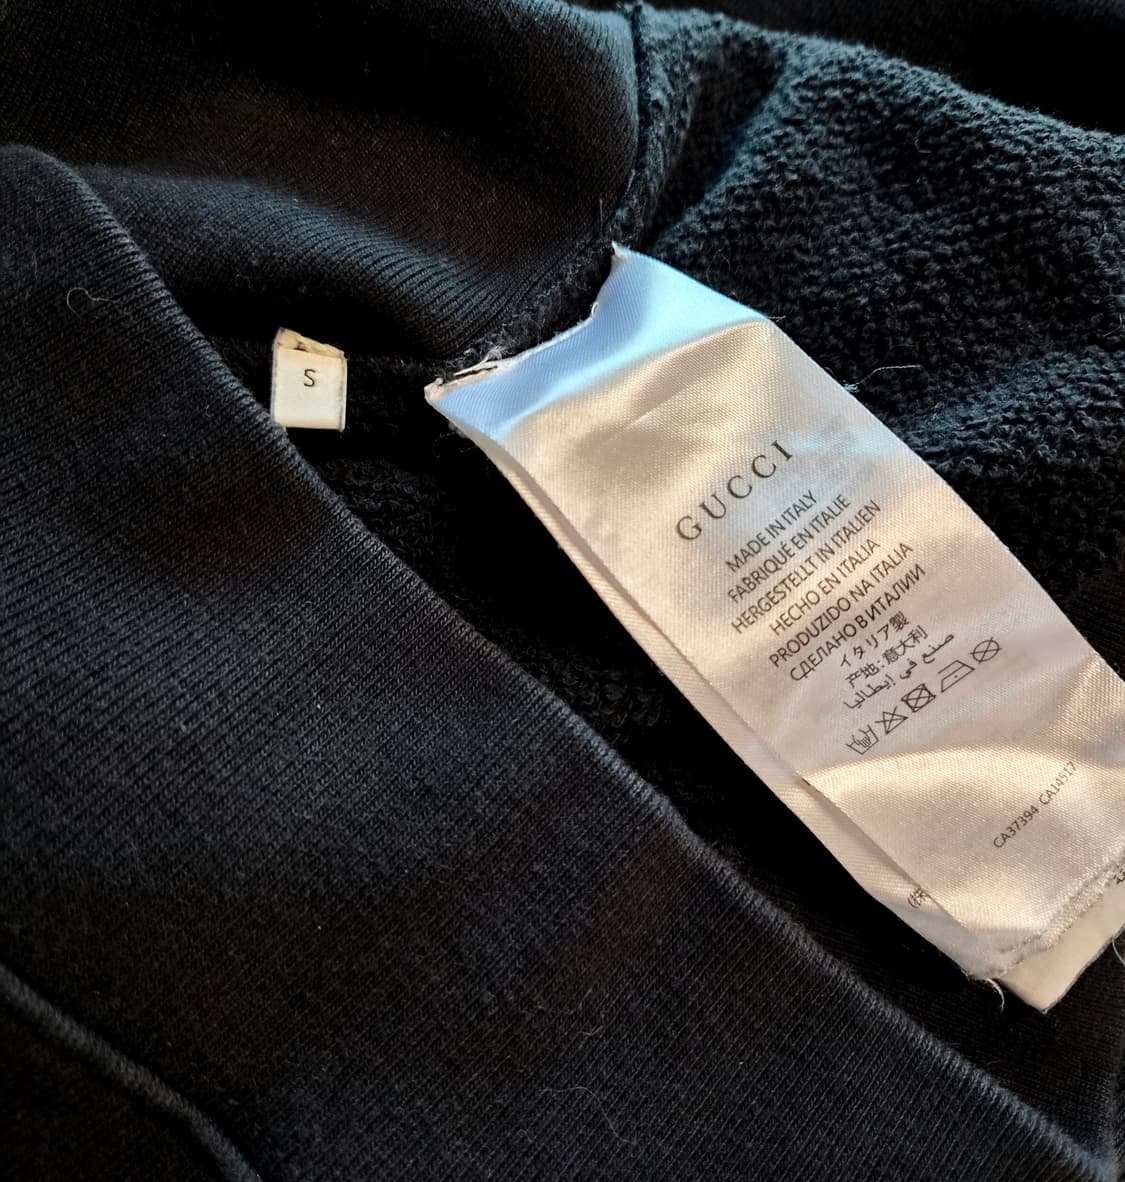 S
GUCCI
MADE IN ITALY
FABRIQUÉ EN ITALIE
HERGESTELLT IN ITALIEN
HECHO EN ITALIA
PRODUZIDO NA ITALIA
СДЕЛАНО В ИТАЛИИ
イタリア製
产地: 意大利
صنع في إيطاليا
CA37394 CA14517